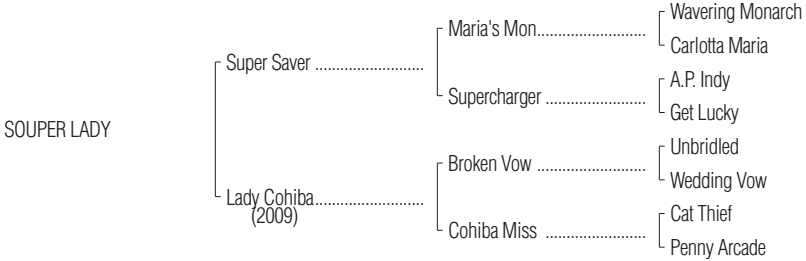 Wavering Monarch
Maria's Mon..........................
Carlotta Maria
Super Saver ..........................
A.P. Indy
Supercharger ........................
Get Lucky
SOUPER LADY
Unbridled
Broken Vow ..........................
Wedding Vow
Lady Cohiba..........................
(2009)
Cat Thief
Cohiba Miss ........................
Penny Arcade